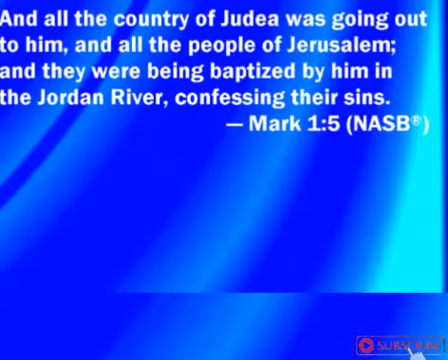 And all the country of Judea was going out
to him, and all the people of Jerusalem;
and they were being baptized by him in
the Jordan River, confessing their sins.
— Mark 1:5 (NASB®)
SUBSCRIBE